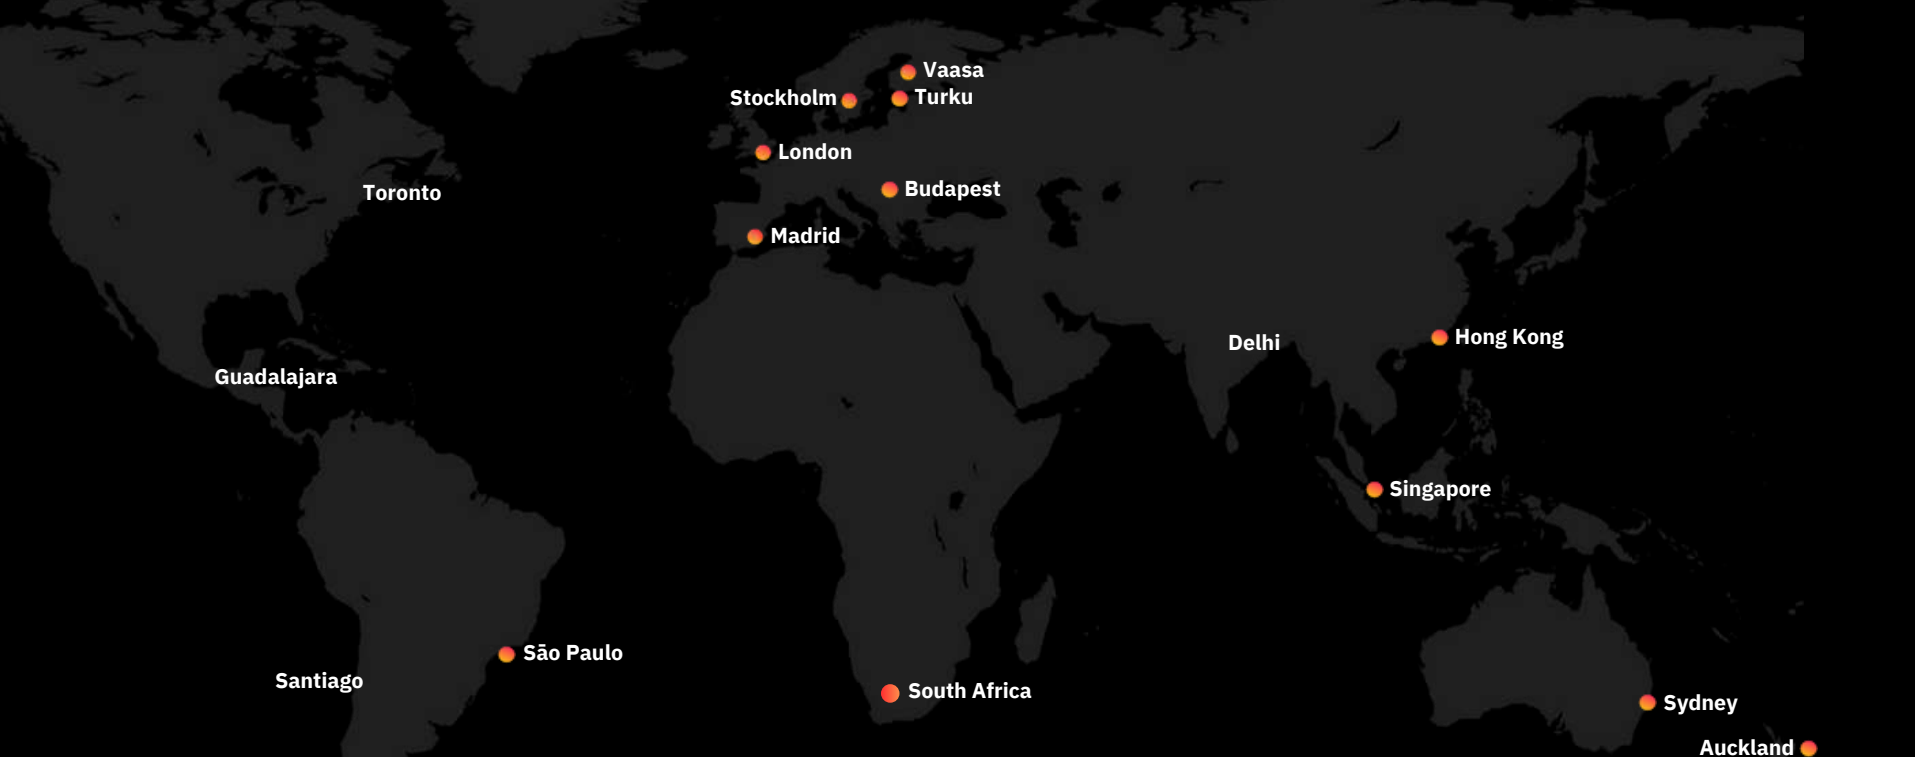 Vaasa
Stockholm
Turku
London
Toronto
Budapest
Madrid
Delhi
Hong Kong
Guadalajara
Singapore
São Paulo
Santiago
South Africa
Sydney
Auckland